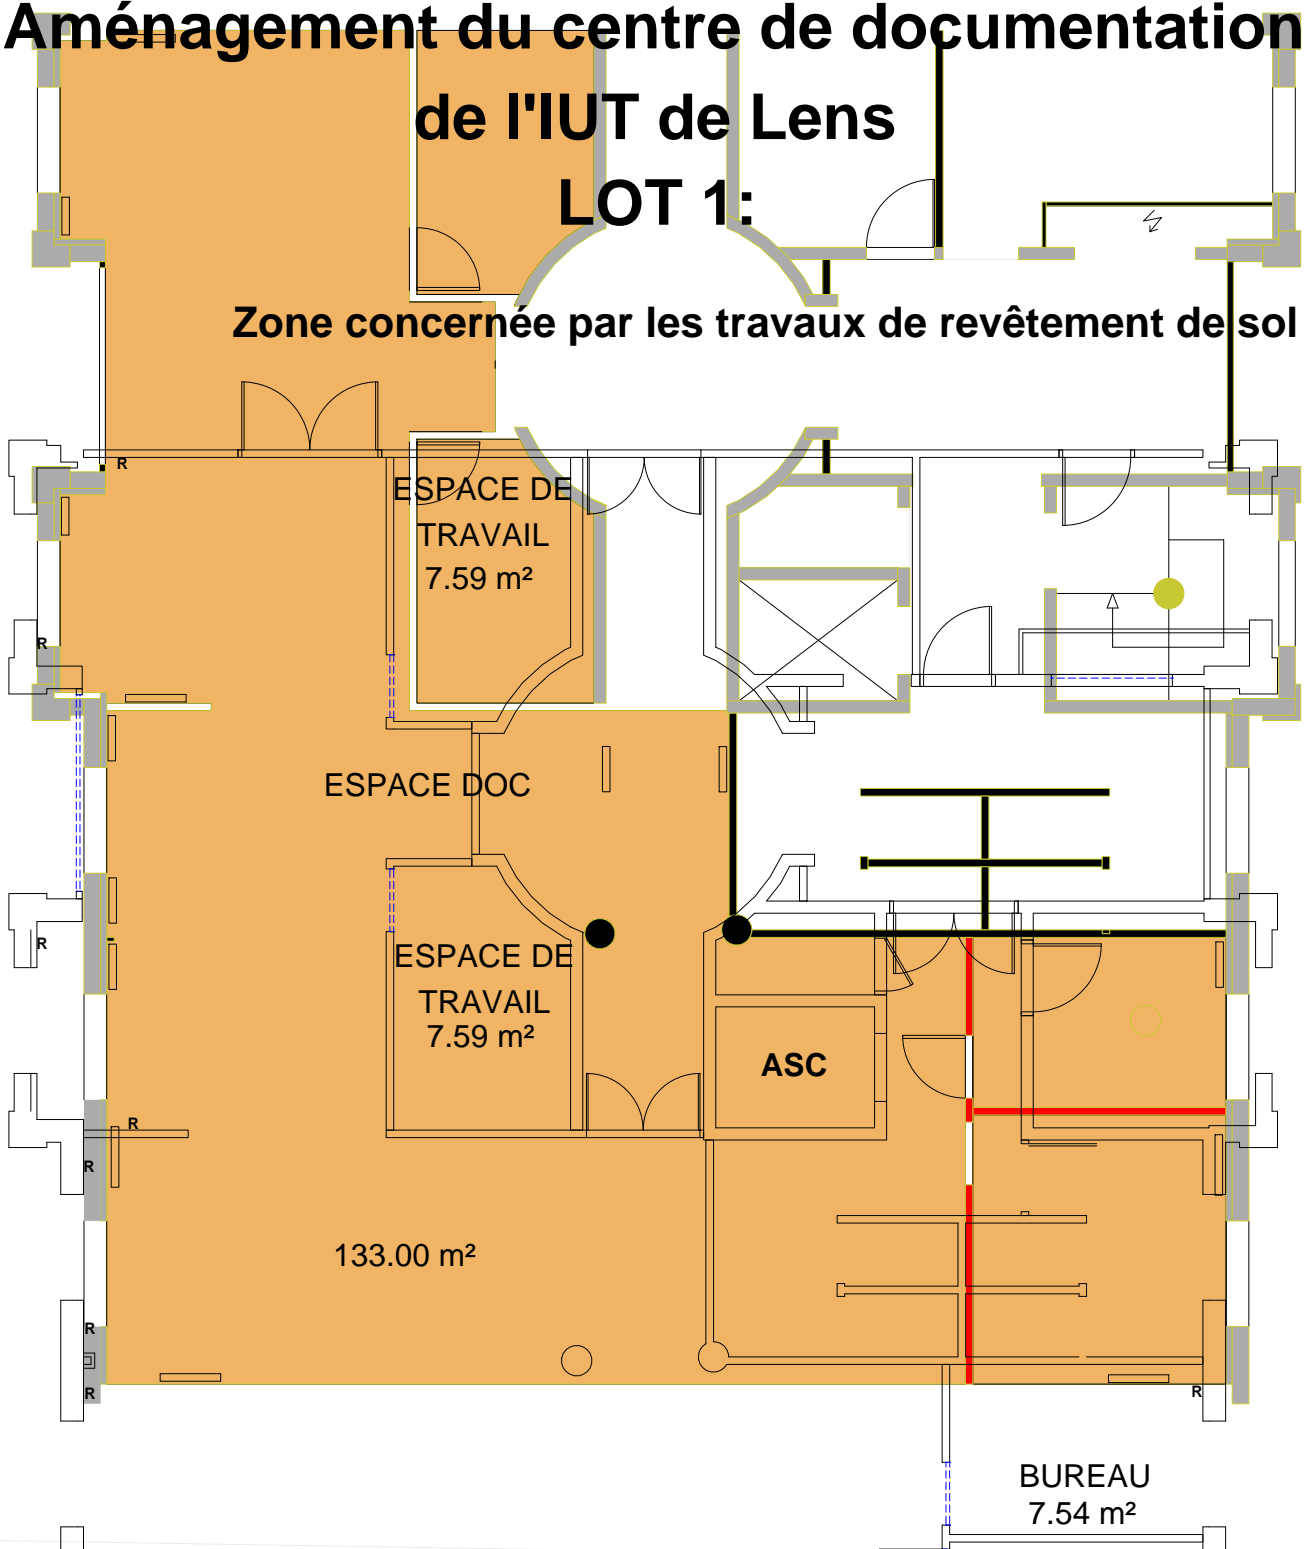 Aménagement du centre de documentation
de l'IUT de Lens
LOT 1:
Zone concernée par les travaux de revêtement de sol
R
ESPACE DE
TRAVAIL
7.59 m²
R
ESPACE DOC
R
ESPACE DE
TRAVAIL
7.59 m²
ASC
R
R
133.00 m²
R
R
R
BUREAU
7.54 m²